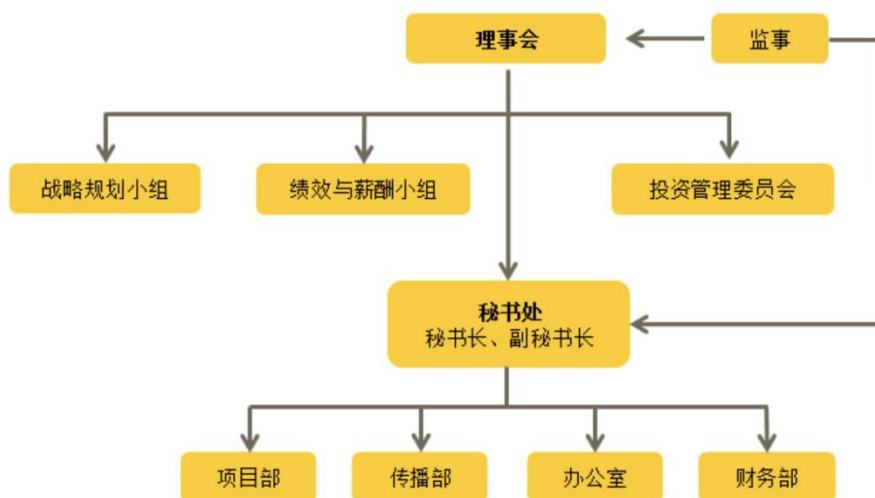 理事会
监事
战略规划小组
绩效与薪酬小组
投资管理委员会
秘书处
秘书长、副秘书长
项目部
传播部
办公室
财务部